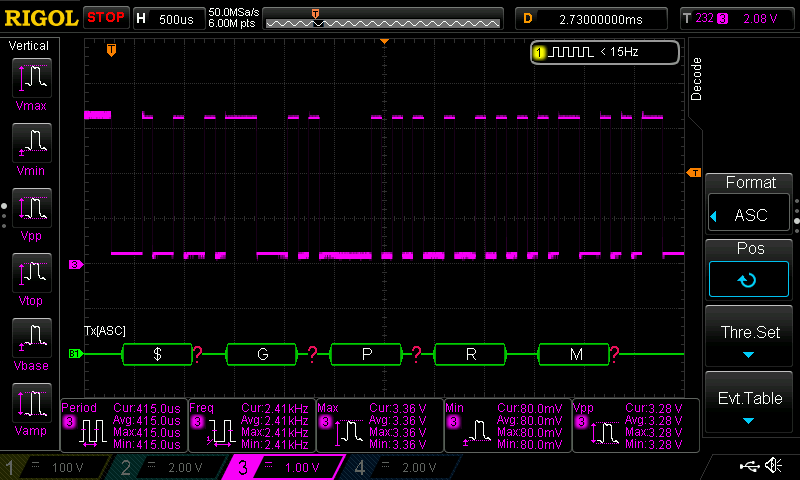 RIGOL STOP H 500us 50.0MSa/s D 2.73000000ms T 232 3 2.08 V
6.00M pts
T
Vertical
1 < 15Hz
Decode
Vmax
Vmin
Vpp
Vtop
Vbase
Vamp
T
3
Format
ASC
Pos
Thre.Set
Evt.Table
Tx[ASC]
B1 $ ? G ? P ? R M ?
Period Cur:415.0us Freq Cur:2.41kHz Max Cur:3.36 V Min Cur:80.0mV Vpp Cur:3.28 V
3 Avg:415.0us 3 Avg:2.41kHz 3 Avg:3.36 V 3 Avg:80.0mV 3 Avg:3.28 V
Max:415.0us Max:2.41kHz Max:3.36 V Max:80.0mV Max:3.28 V
Min:415.0us Min:2.41kHz Min:3.36 V Min:80.0mV Min:3.28 V
1 100 V 2 2.00 V 3 1.00 V 4 2.00 V